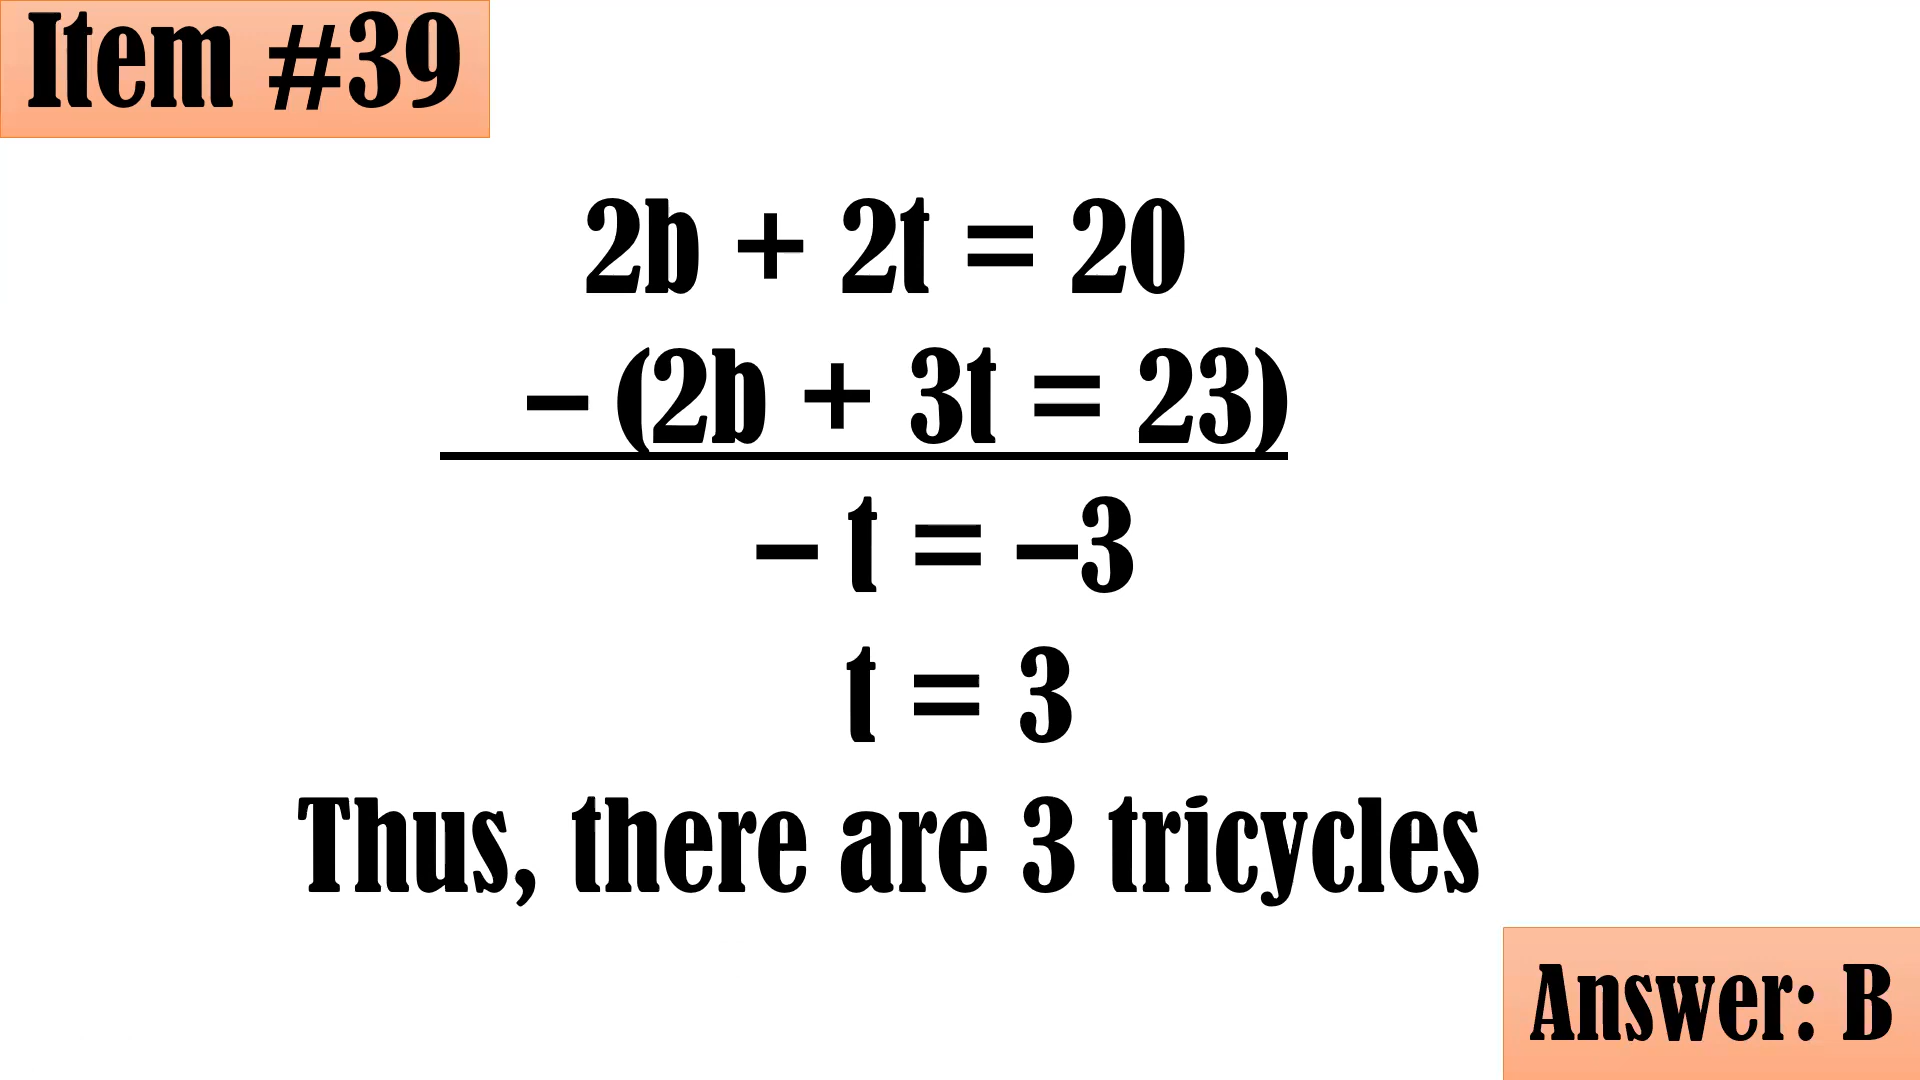 Item #39
2b + 2t = 20
– (2b + 3t = 23)
– t = –3
t = 3
Thus, there are 3 tricycles
Answer: B